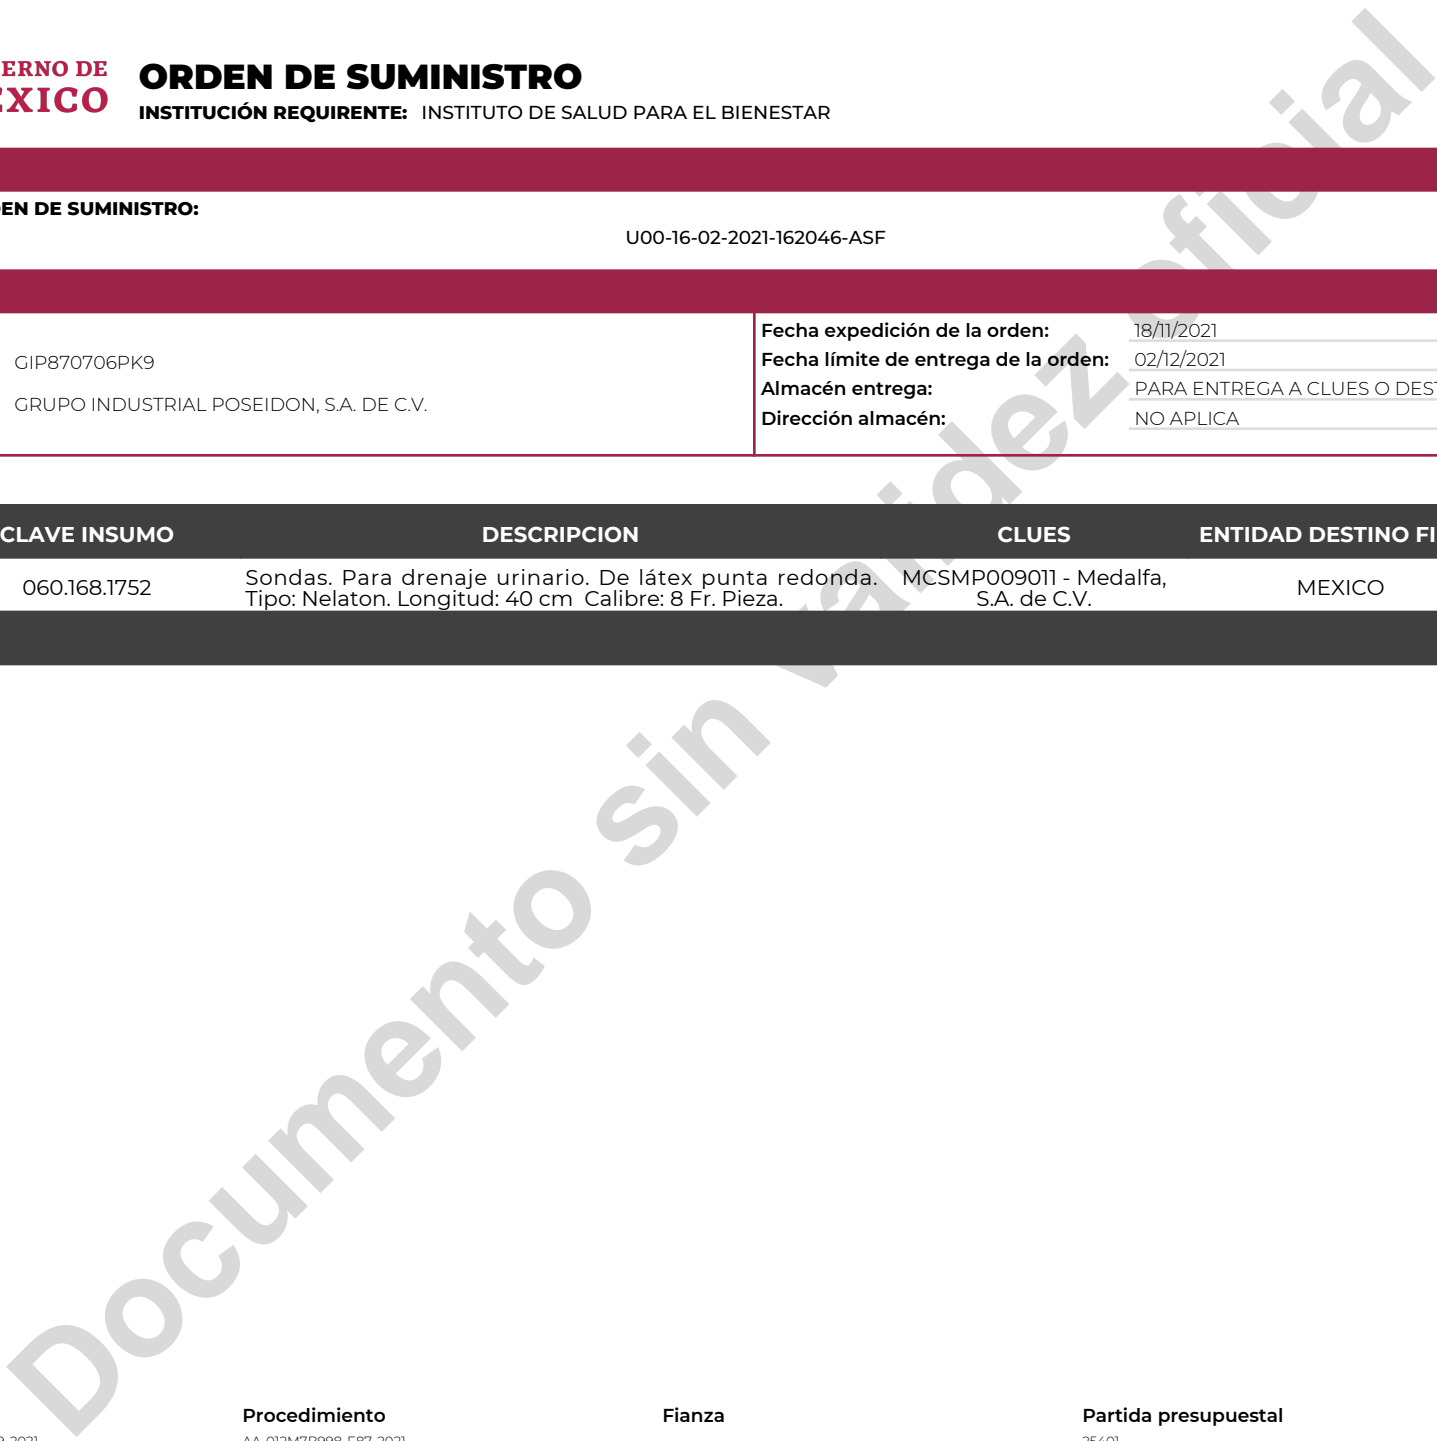 ERNO DE
EXICO
ORDEN DE SUMINISTRO
INSTITUCIÓN REQUIRENTE: INSTITUTO DE SALUD PARA EL BIENESTAR
EN DE SUMINISTRO:
U00-16-02-2021-162046-ASF
GIP870706PK9
GRUPO INDUSTRIAL POSEIDON, S.A. DE C.V.
Fecha expedición de la orden: 18/11/2021
Fecha límite de entrega de la orden: 02/12/2021
Almacén entrega: PARA ENTREGA A CLUES O DEST
Dirección almacén: NO APLICA
CLAVE INSUMO DESCRIPCION CLUES ENTIDAD DESTINO FI
060.168.1752
Sondas. Para drenaje urinario. De látex punta redonda.
Tipo: Nelaton. Longitud: 40 cm Calibre: 8 Fr. Pieza.
MCSMP009011 - Medalfa,
S.A. de C.V.
MEXICO
Documento sin validez oficial
Procedimiento Fianza Partida presupuestal